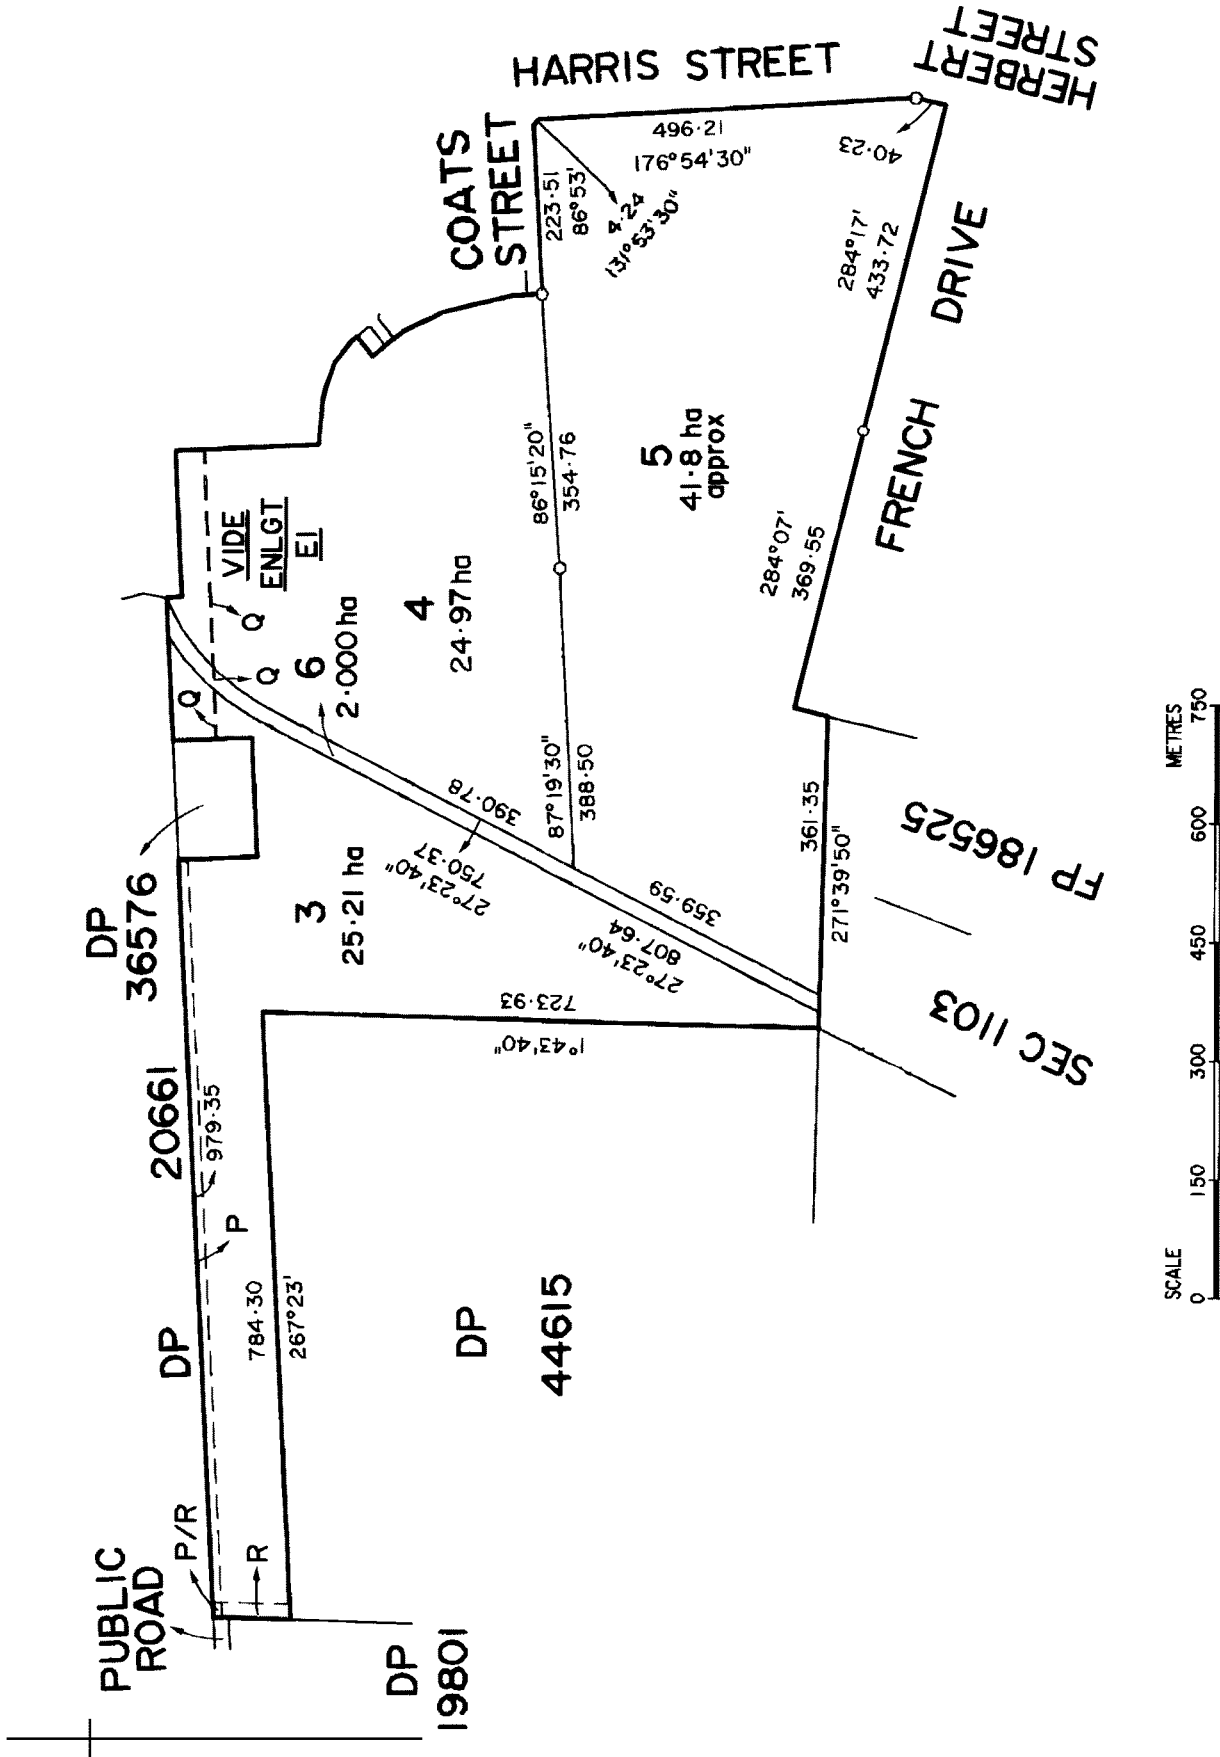 HARRIS STREET
HERBERT
STREET
COATS
STREET
496·21
176°54'30"
40·23
223·51
86°53'
4·24
131°53'30"
284°17'
433·72
FRENCH DRIVE
86°15'20"
354·76
5
41·8 ha
approx
284°07'
369·55
VIDE
ENLGT
E1
Q
Q
Q
6
2·000 ha
4
24·97 ha
87°19'30"
388·50
390·78
750·37
27°23'40"
359·59
807·64
27°23'40"
361·35
271°39'50"
FP 186525
SEC 1103
DP
36576
3
25·21 ha
723·93
1°43'40"
DP 20661
979·35
P
784·30
267°23'
DP
44615
PUBLIC
ROAD
P/R
R
DP
19801
SCALE METRES
0 150 300 450 600 750